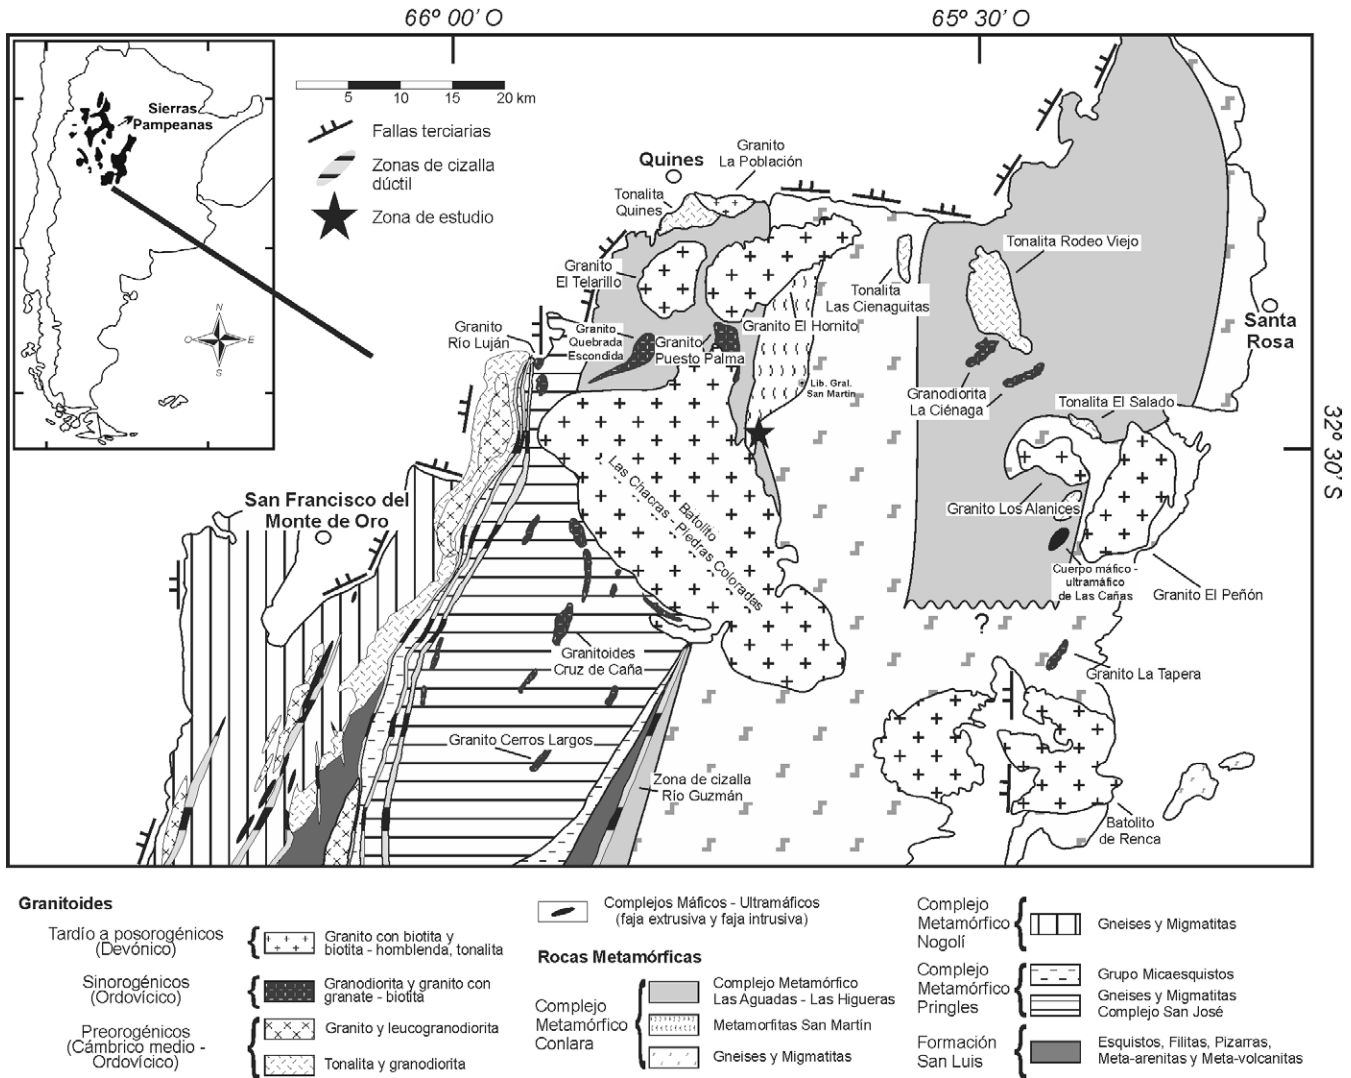 66º 00' O
65º 30' O
Sierras
Pampeanas
N
O
E
S
5
10
15
20 km
Fallas terciarias
Zonas de cizalla
dúctil
Zona de estudio
Quines
Granito
La Población
Tonalita
Quines
Granito
El Telarillo
Tonalita Rodeo Viejo
Tonalita
Las Cienaguitas
Granito
Río Luján
Granito
Quebrada
Escondida
Granito
Puesto Palma
Granito El Hornito
Santa
Rosa
Lib. Gral.
San Martín
Granodiorita
La Ciénaga
Tonalita El Salado
32º 30' S
Batolito
Las Chacras - Piedras Coloradas
San Francisco del
Monte de Oro
Granito Los Alanices
Cuerpo máfico -
ultramáfico
de Las Cañas
Granito El Peñón
?
Granitoides
Cruz de Caña
Granito La Tapera
Granito Cerros Largos
Zona de cizalla
Río Guzmán
Batolito
de Renca
Granitoides
Tardío a posorogénicos
(Devónico)
Granito con biotita y
biotita - homblenda, tonalita
Sinorogénicos
(Ordovícico)
Granodiorita y granito con
granate - biotita
Preorogénicos
(Cámbrico medio -
Ordovícico)
Granito y leucogranodiorita
Tonalita y granodiorita
Complejos Máficos - Ultramáficos
(faja extrusiva y faja intrusiva)
Rocas Metamórficas
Complejo
Metamórfico
Conlara
Complejo Metamórfico
Las Aguadas - Las Higueras
Metamorfitas San Martín
Gneises y Migmatitas
Complejo
Metamórfico
Nogolí
Gneises y Migmatitas
Complejo
Metamórfico
Pringles
Grupo Micaesquistos
Gneises y Migmatitas
Complejo San José
Formación
San Luis
Esquistos, Filitas, Pizarras,
Meta-arenitas y Meta-volcanitas